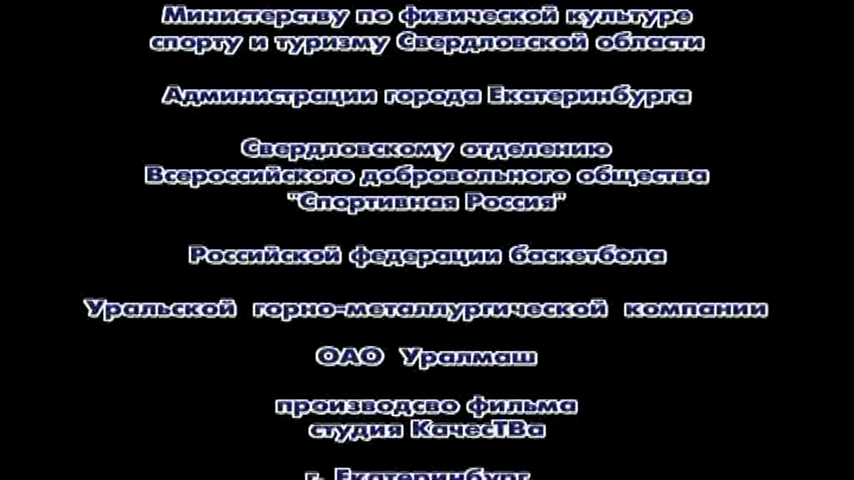 Министерству по физической культуре
спорту и туризму Свердловской области
Администрации города Екатеринбурга
Свердловскому отделению
Всероссийского добровольного общества
"Спортивная Россия"
Российской федерации баскетбола
Уральской горно-металлургической компании
ОАО Уралмаш
производсво фильма
студия КачесТВа
г. Екатеринбург